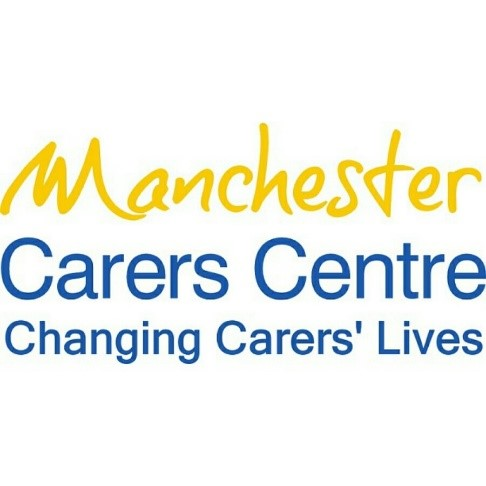 Manchester
Carers Centre
Changing Carers' Lives